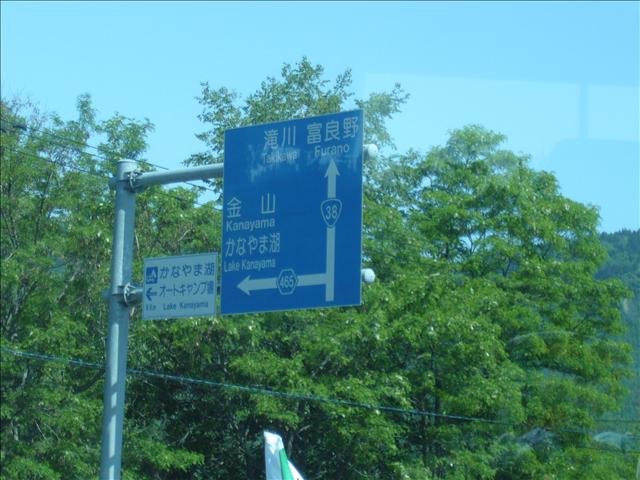 滝川 富良野
Takikawa Furano
38
金山
Kanayama
かなやま湖
Lake Kanayama
465
かなやま湖
オートキャンプ場
Lake Kanayama